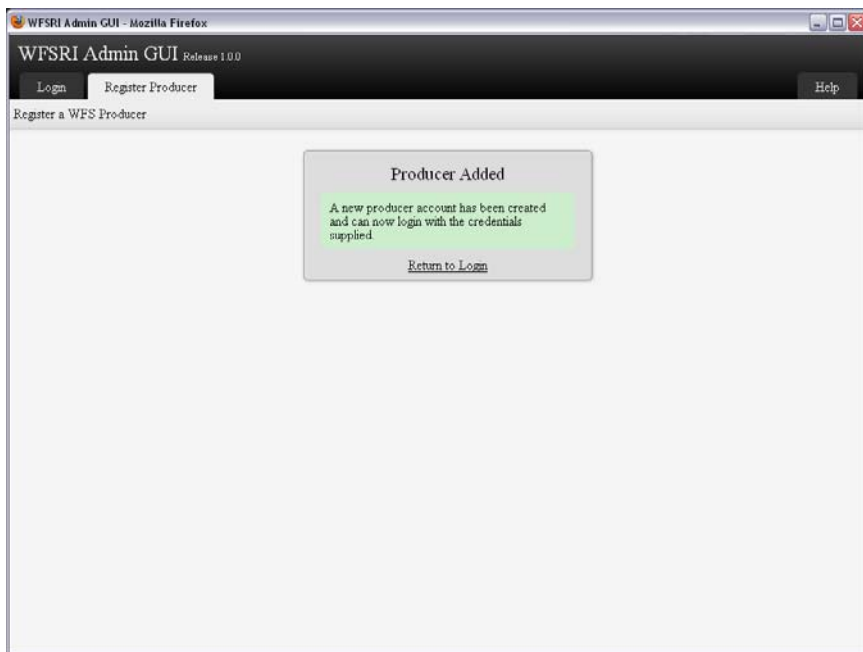 WFSRI Admin GUI - Mozilla Firefox
WFSRI Admin GUI Release 1.0.0
Login Register Producer Help
Register a WFS Producer
Producer Added
A new producer account has been created
and can now login with the credentials
supplied.
Return to Login